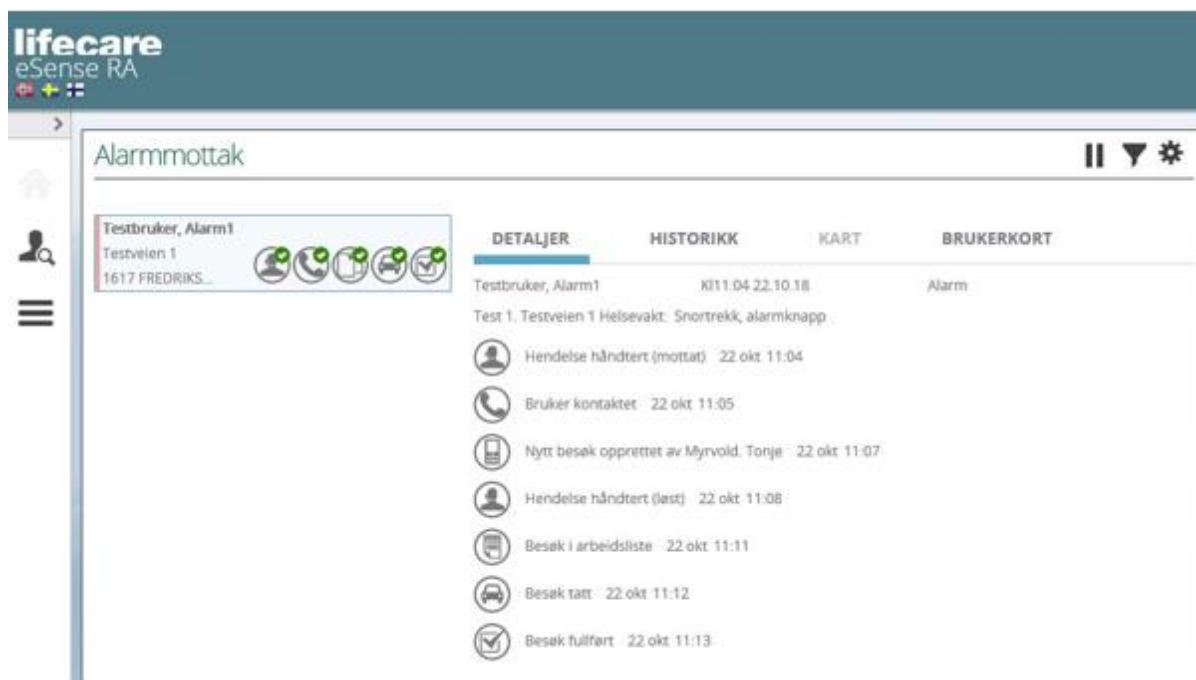 lifecare
eSense RA
Alarmmottak
Testbruker, Alarm1
Testveien 1
1617 FREDRIKS...
DETALJER HISTORIKK KART BRUKERKORT
Testbruker, Alarm1 Kl11.04 22.10.18 Alarm
Test 1. Testveien 1 Helsevakt: Snortrekk, alarmknapp
Hendelse håndtert (mottat) 22 okt 11:04
Bruker kontaktet 22 okt 11:05
Nytt besøk opprettet av Myrvold. Tonje 22 okt 11:07
Hendelse håndtert (løst) 22 okt 11:08
Besøk i arbeidsliste 22 okt 11:11
Besøk tatt 22 okt 11:12
Besøk fullført 22 okt 11:13